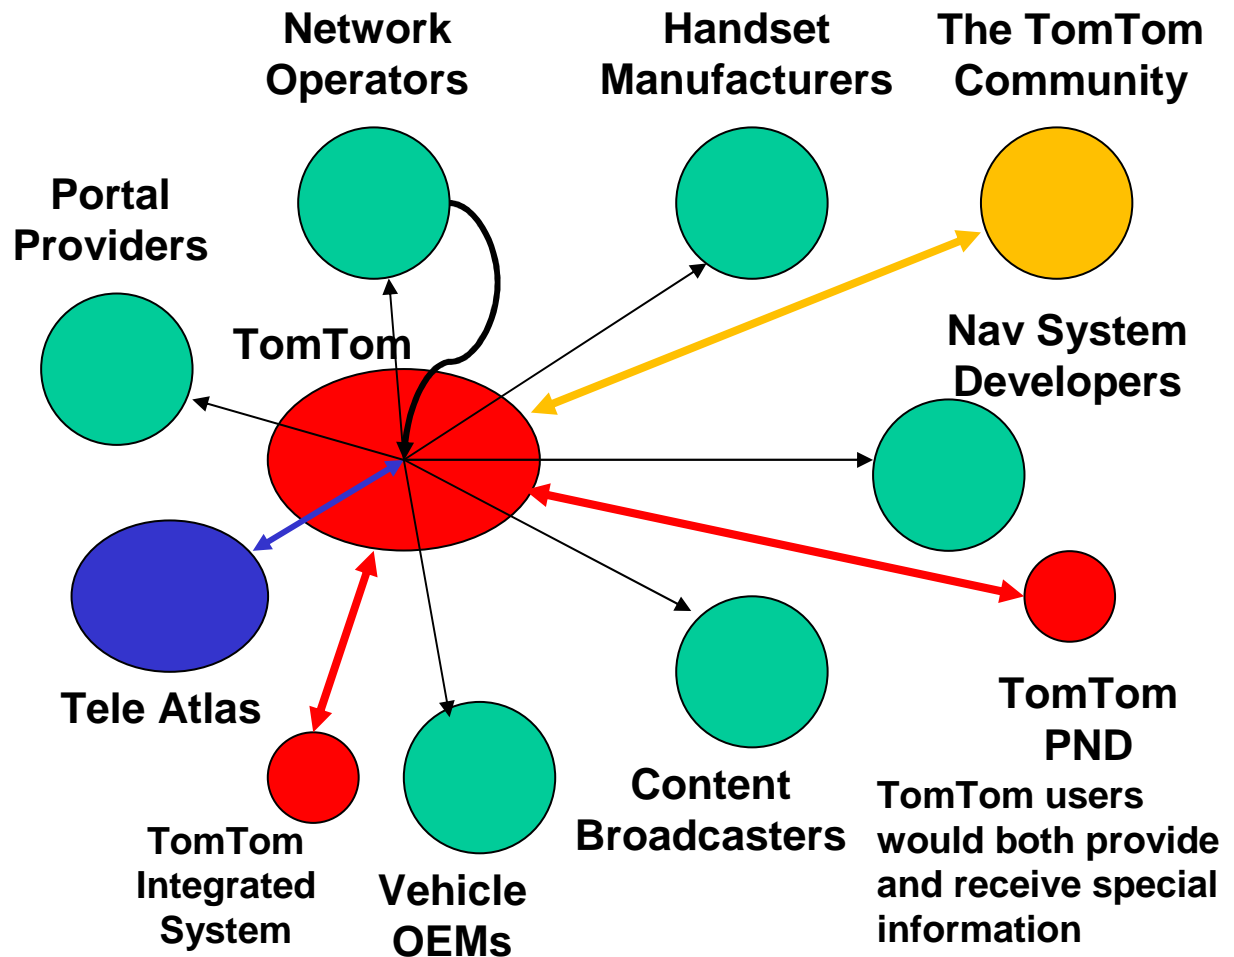 Network
Operators
Handset
Manufacturers
The TomTom
Community
Portal
Providers
TomTom
Nav System
Developers
Tele Atlas
TomTom
Integrated
System
Vehicle
OEMs
Content
Broadcasters
TomTom
PND
TomTom users
would both provide
and receive special
information